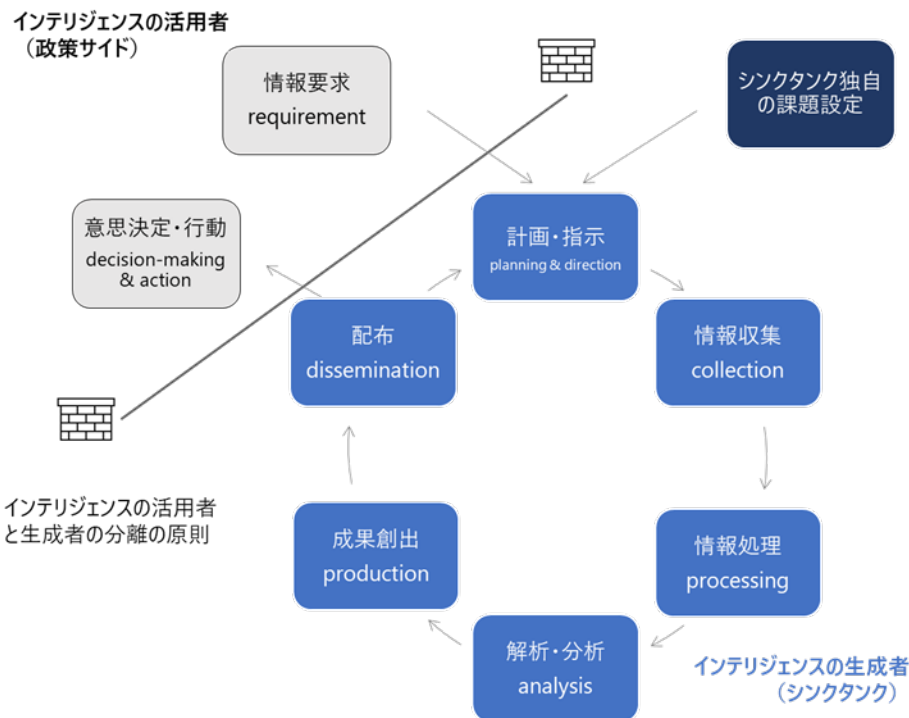 インテリジェンスの活用者
（政策サイド）
情報要求
requirement
シンクタンク独自
の課題設定
意思決定・行動
decision-making
& action
計画・指示
planning & direction
配布
dissemination
情報収集
collection
インテリジェンスの活用者
と生成者の分離の原則
成果創出
production
情報処理
processing
解析・分析
analysis
インテリジェンスの生成者
（シンクタンク）